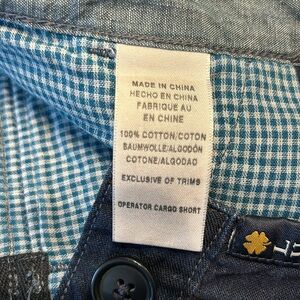 MADE IN CHINA
HECHO EN CHINA
FABRIQUE AU
EN CHINE
100% COTTON/COTON
BAUMWOLLE/ALGODÓN
COTONE/ALGODAO
EXCLUSIVE OF TRIMS
OPERATOR CARGO SHORT